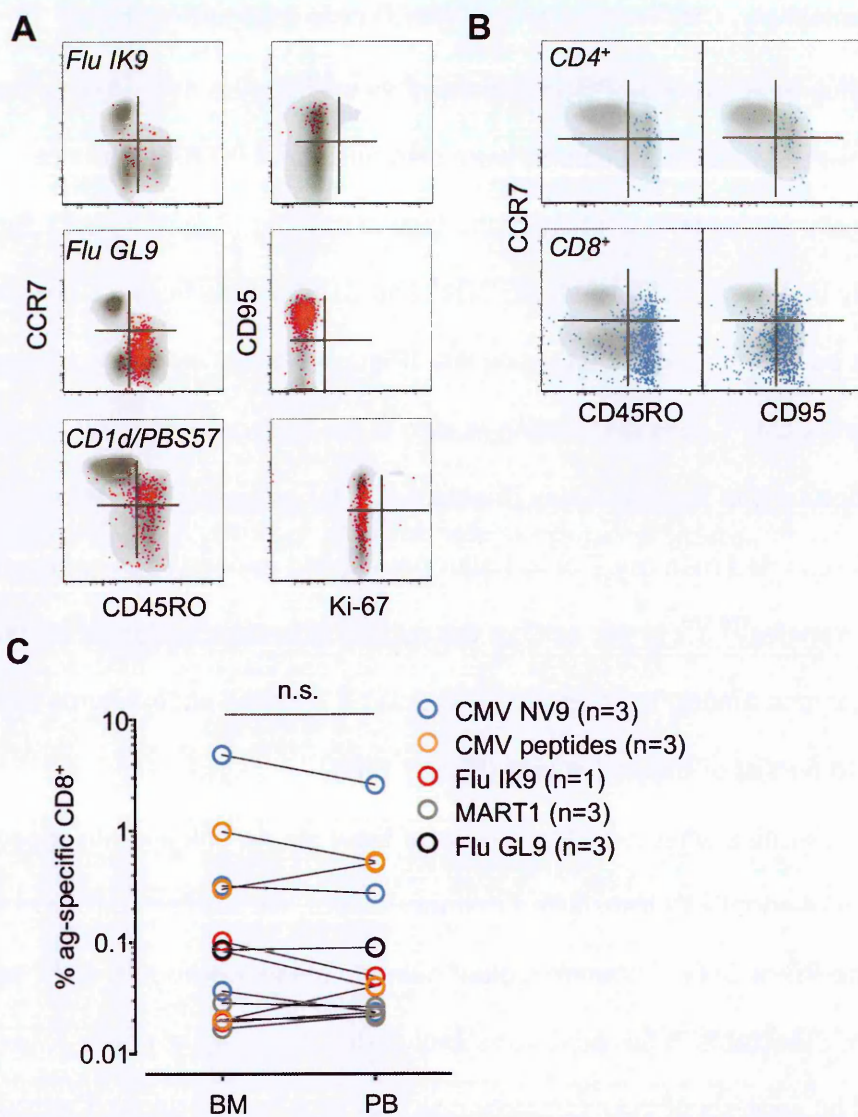 A
Flu IK9
Flu GL9
CD1d/PBS57
CCR7
CD95
CD45RO
Ki-67
B
CD4+
CD8+
CCR7
CD45RO
CD95
C
n.s.
% ag-specific CD8+
10
1
0.1
0.01
BM
PB
CMV NV9 (n=3)
CMV peptides (n=3)
Flu IK9 (n=1)
MART1 (n=3)
Flu GL9 (n=3)